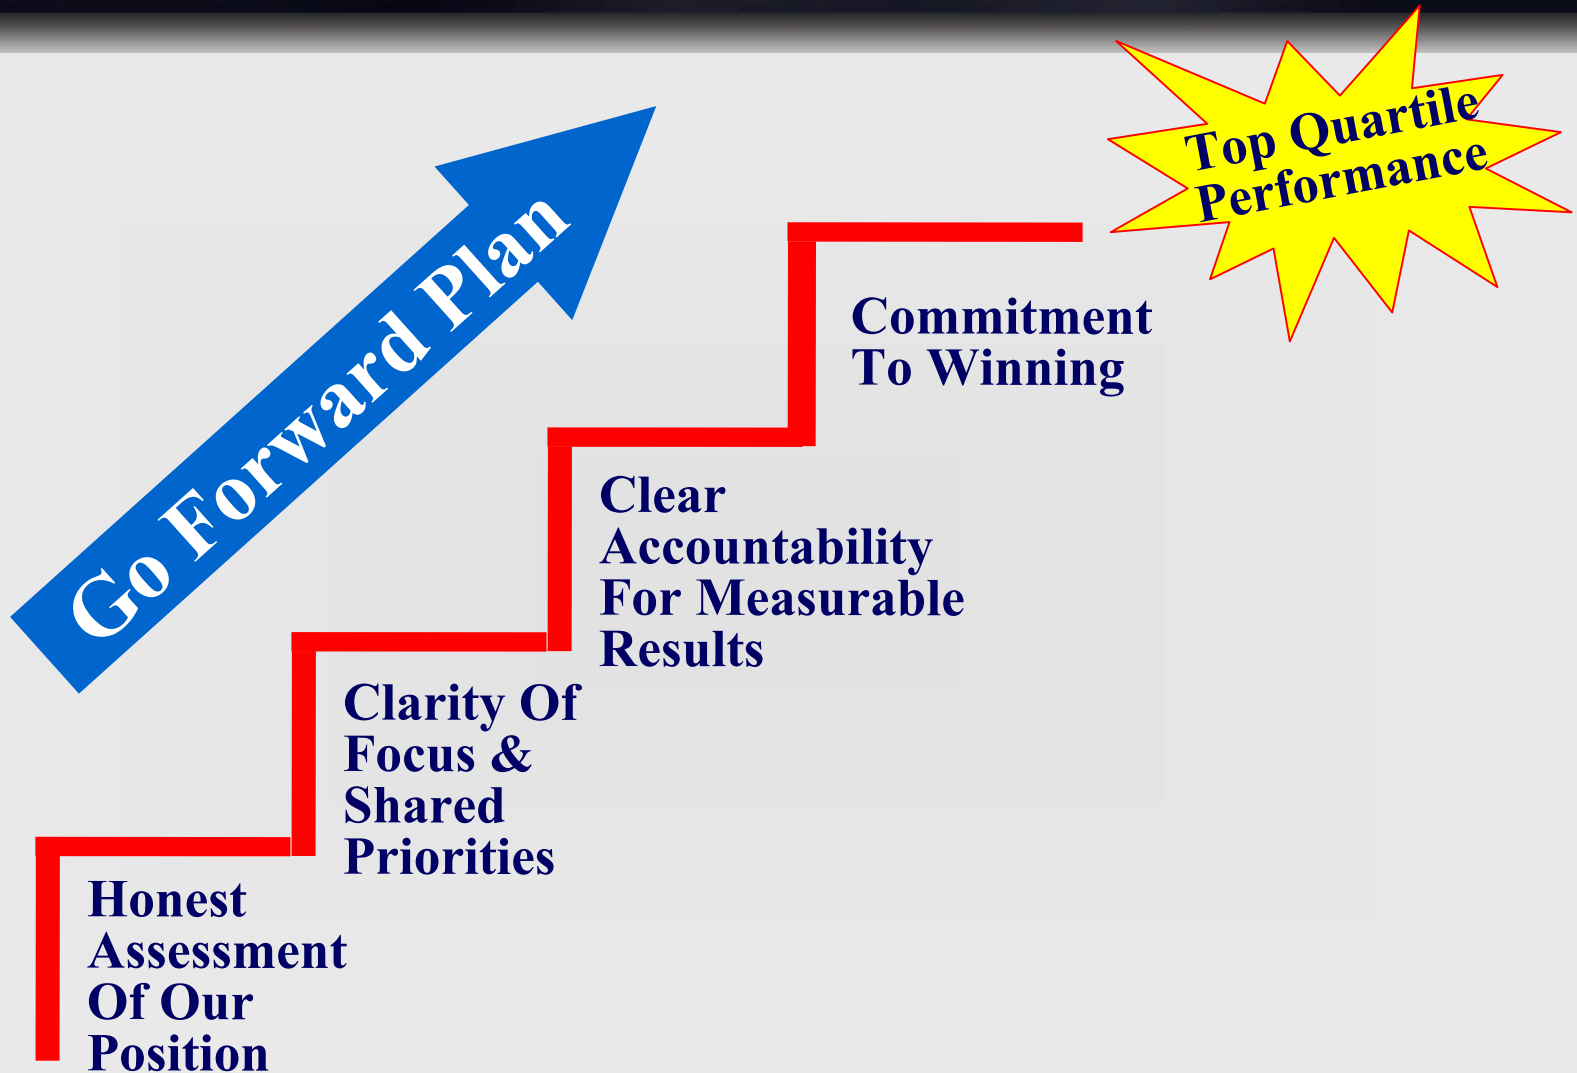 Top Quartile
Performance
Go Forward Plan
Commitment
To Winning
Clear
Accountability
For Measurable
Results
Clarity Of
Focus &
Shared
Priorities
Honest
Assessment
Of Our
Position